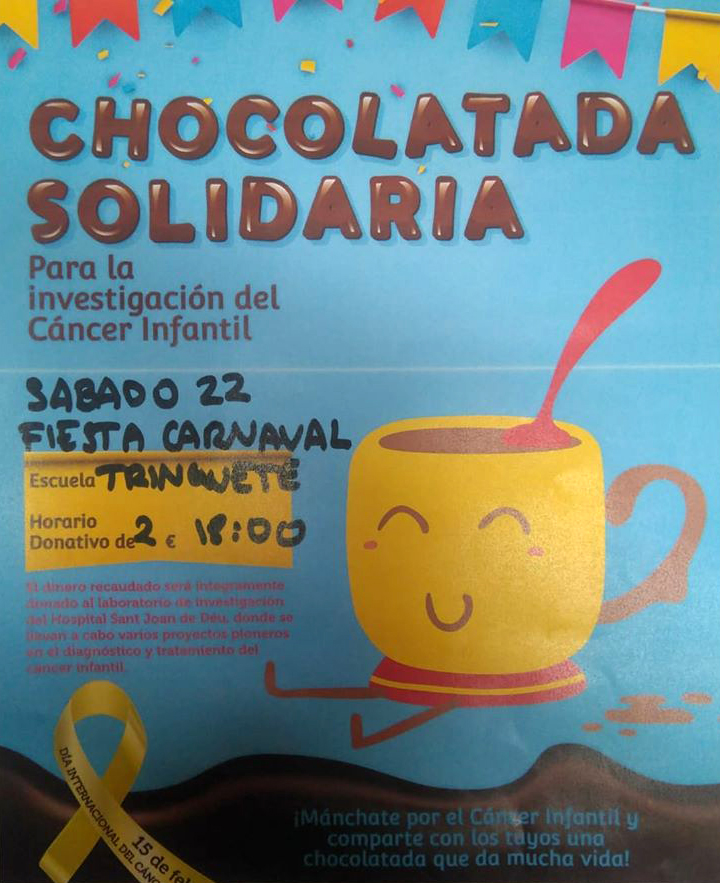 CHOCOLATADA
SOLIDARIA
Para la
investigación del
Cáncer Infantil
SABADO 22
FIESTA CARNAVAL
Escuela TRINQUETE
Horario 18:00
Donativo de 2 €
El dinero recaudado será íntegramente
donado al laboratorio de investigación
del Hospital Sant Joan de Déu, donde se
llevan a cabo varios proyectos pioneros
en el diagnóstico y tratamiento del
cáncer infantil.
DÍA INTERNACIONAL DEL CÁNC
15 de fe
¡Mánchate por el Cáncer Infantil y
comparte con los tuyos una
chocolatada que da mucha vida!